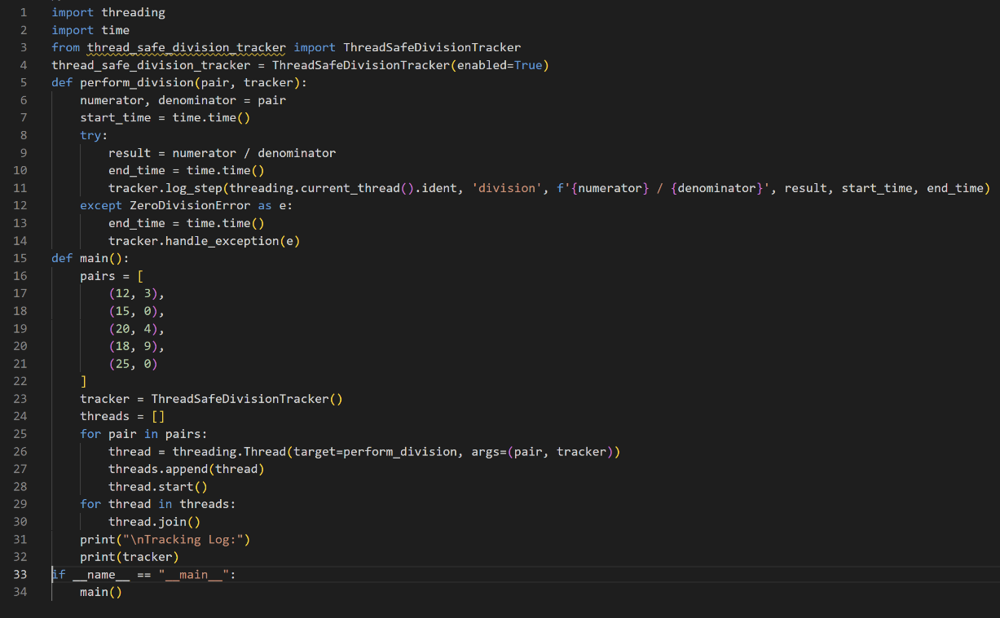 1 import threading
2 import time
3 from thread_safe_division_tracker import ThreadSafeDivisionTracker
4 thread_safe_division_tracker = ThreadSafeDivisionTracker(enabled=True)
5 def perform_division(pair, tracker):
6     numerator, denominator = pair
7     start_time = time.time()
8     try:
9         result = numerator / denominator
10         end_time = time.time()
11         tracker.log_step(threading.current_thread().ident, 'division', f'{numerator} / {denominator}', result, start_time, end_time)
12     except ZeroDivisionError as e:
13         end_time = time.time()
14         tracker.handle_exception(e)
15 def main():
16     pairs = [
17         (12, 3),
18         (15, 0),
19         (20, 4),
20         (18, 9),
21         (25, 0)
22     ]
23     tracker = ThreadSafeDivisionTracker()
24     threads = []
25     for pair in pairs:
26         thread = threading.Thread(target=perform_division, args=(pair, tracker))
27         threads.append(thread)
28         thread.start()
29     for thread in threads:
30         thread.join()
31     print("\nTracking Log:")
32     print(tracker)
33 if __name__ == "__main__":
34     main()